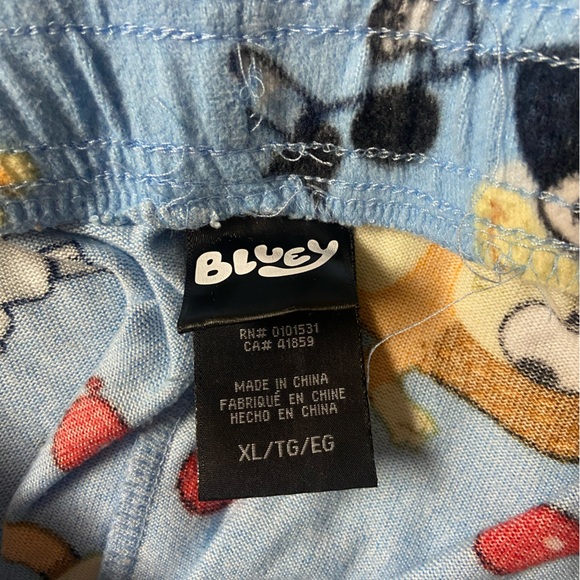 BLUEY
RN# 0101531
CA# 41859
MADE IN CHINA
FABRIQUÉ EN CHINE
HECHO EN CHINA
XL/TG/EG